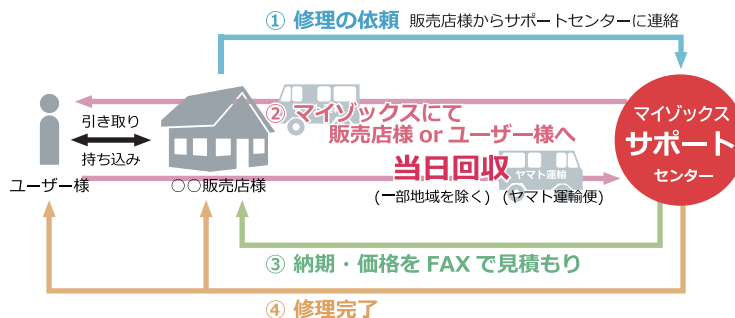 ① 修理の依頼 販売店様からサポートセンターに連絡
② マイゾックスにて
販売店様 or ユーザー様へ
当日回収
(一部地域を除く) (ヤマト運輸便)
ヤマト運輸
引き取り
持ち込み
ユーザー様
○○販売店様
マイゾックス
サポート
センター
③ 納期・価格を FAX で見積もり
④ 修理完了